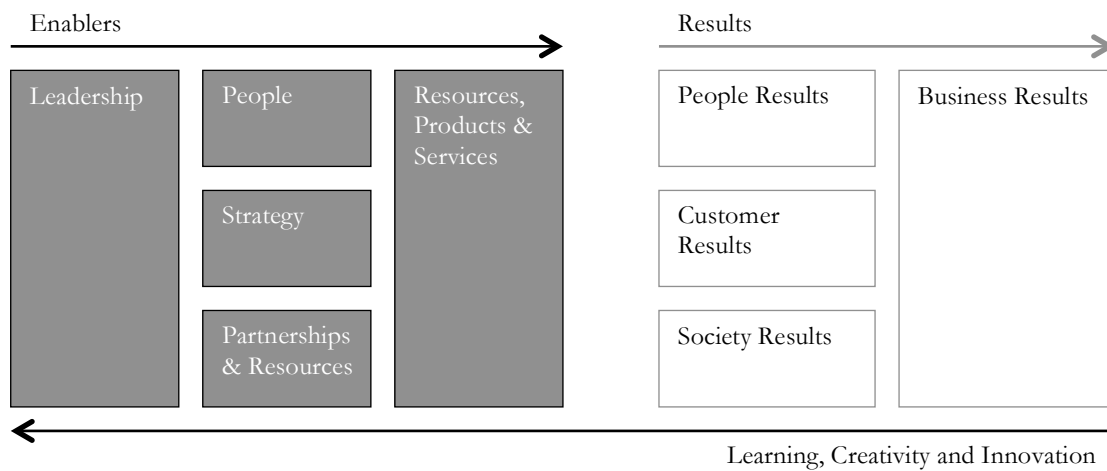 Enablers
Results
Leadership
People
Resources,
Products &
Services
Strategy
Partnerships
& Resources
People Results
Business Results
Customer
Results
Society Results
Learning, Creativity and Innovation